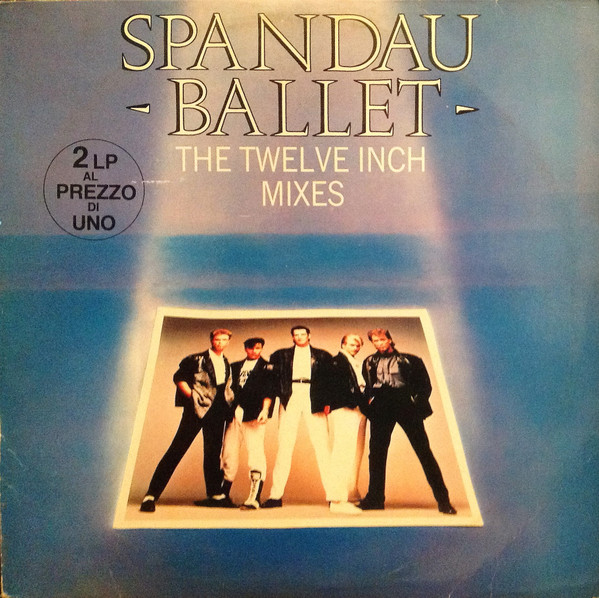 SPANDAU
- BALLET -
THE TWELVE INCH
MIXES
2 LP
AL
PREZZO
DI
UNO